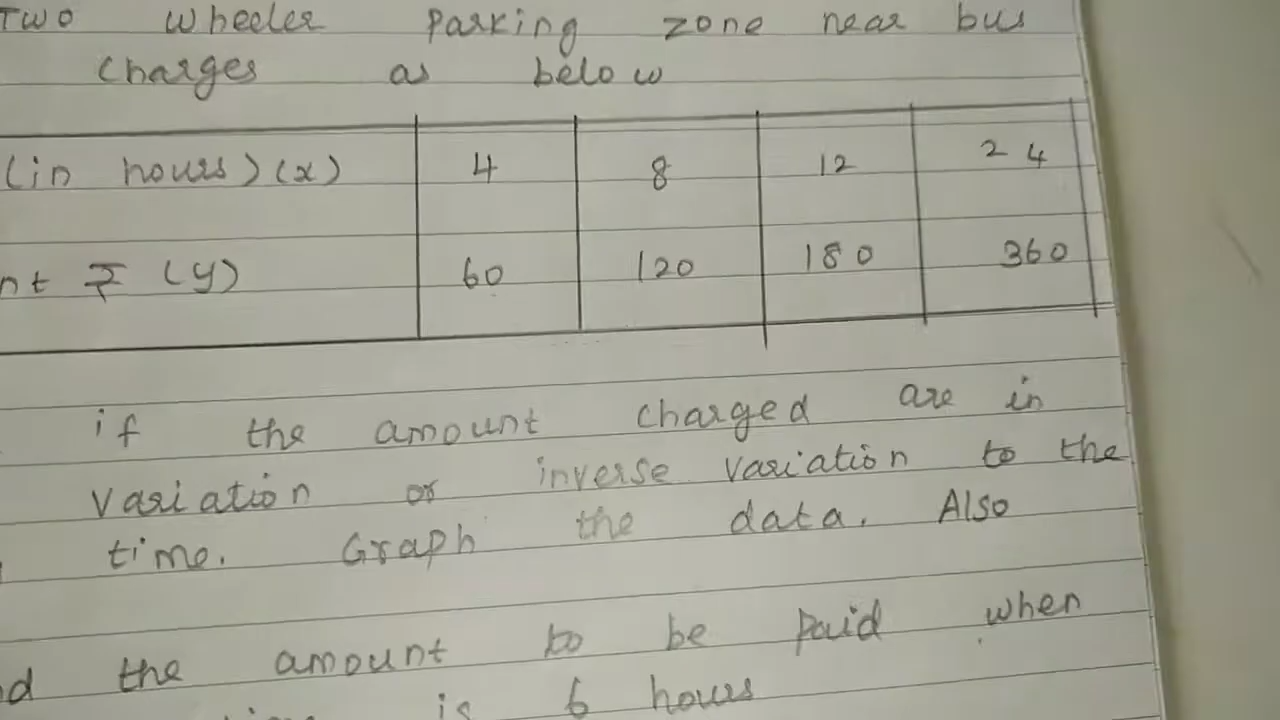 Two wheeler parking zone near bus
charges as below
(in hours) (x) 4 8 12 24
nt ₹ (y) 60 120 180 360
if the amount charged are in
variation or inverse variation to the
time. Graph the data. Also
the amount to be paid when
is 6 hours